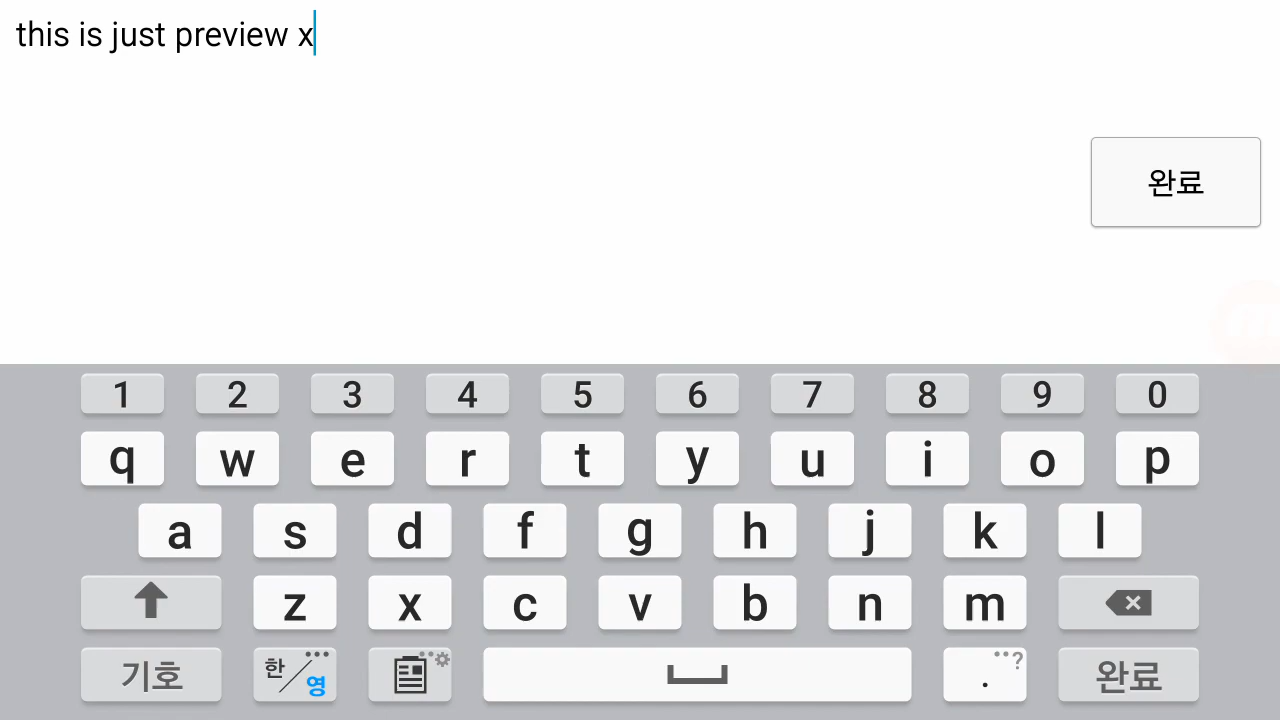 this is just preview x
완료
1 2 3 4 5 6 7 8 9 0
q w e r t y u i o p
a s d f g h j k l
z x c v b n m
기호 한/영 . ? 완료